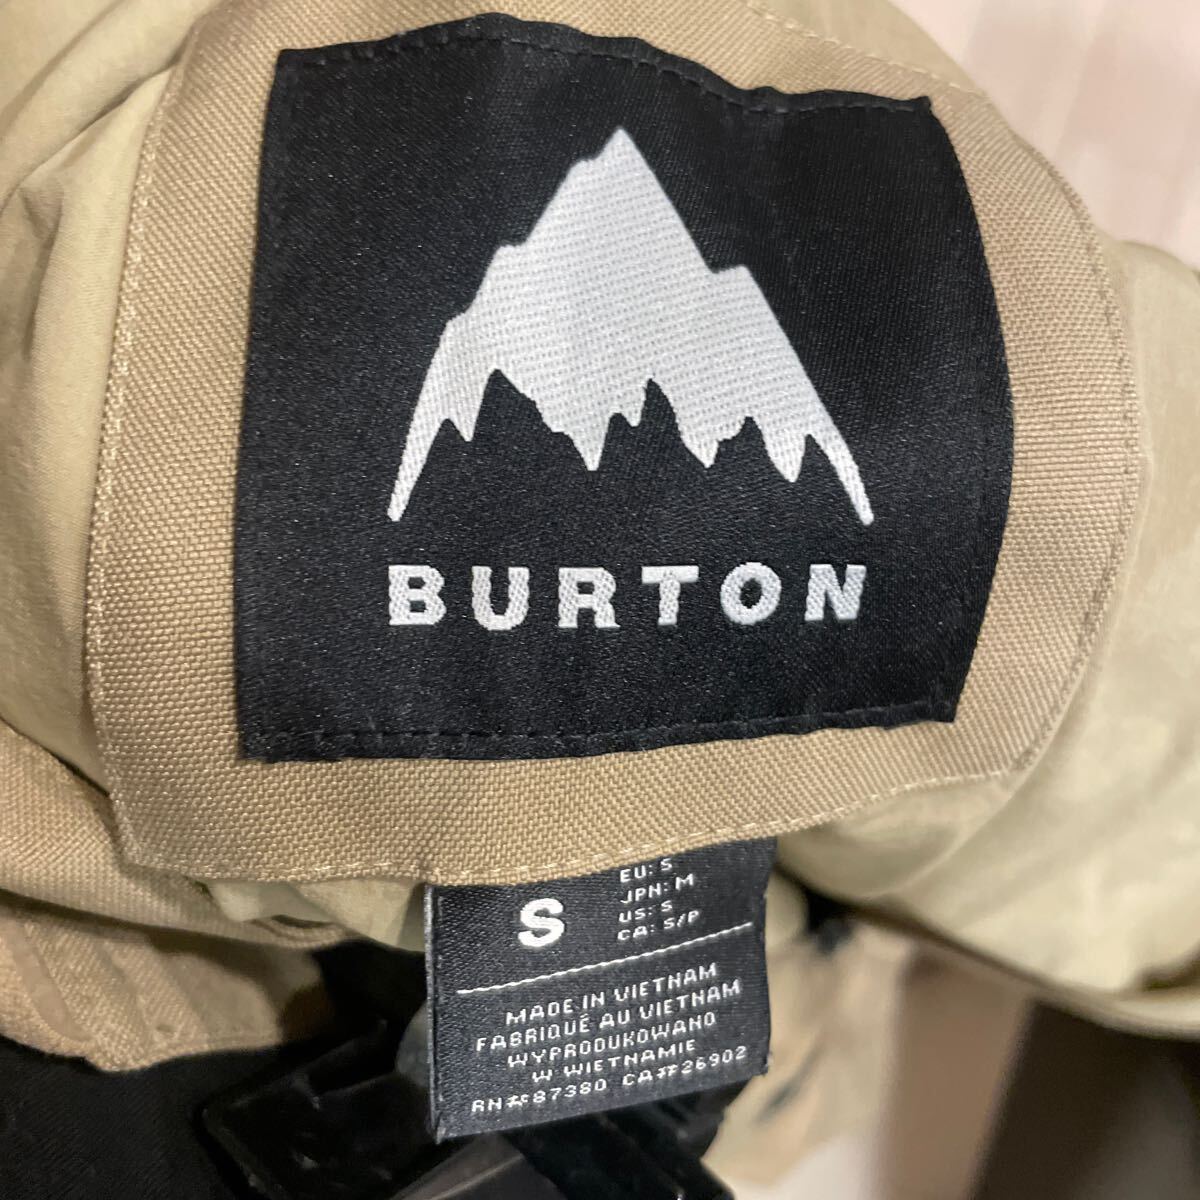 BURTON
S
EU: S
JPN: M
US: S
CA: S/P
MADE IN VIETNAM
FABRIQUÉ AU VIETNAM
WYPRODUKOWANO
W WIETNAMIE
RN#87380 CA#26902